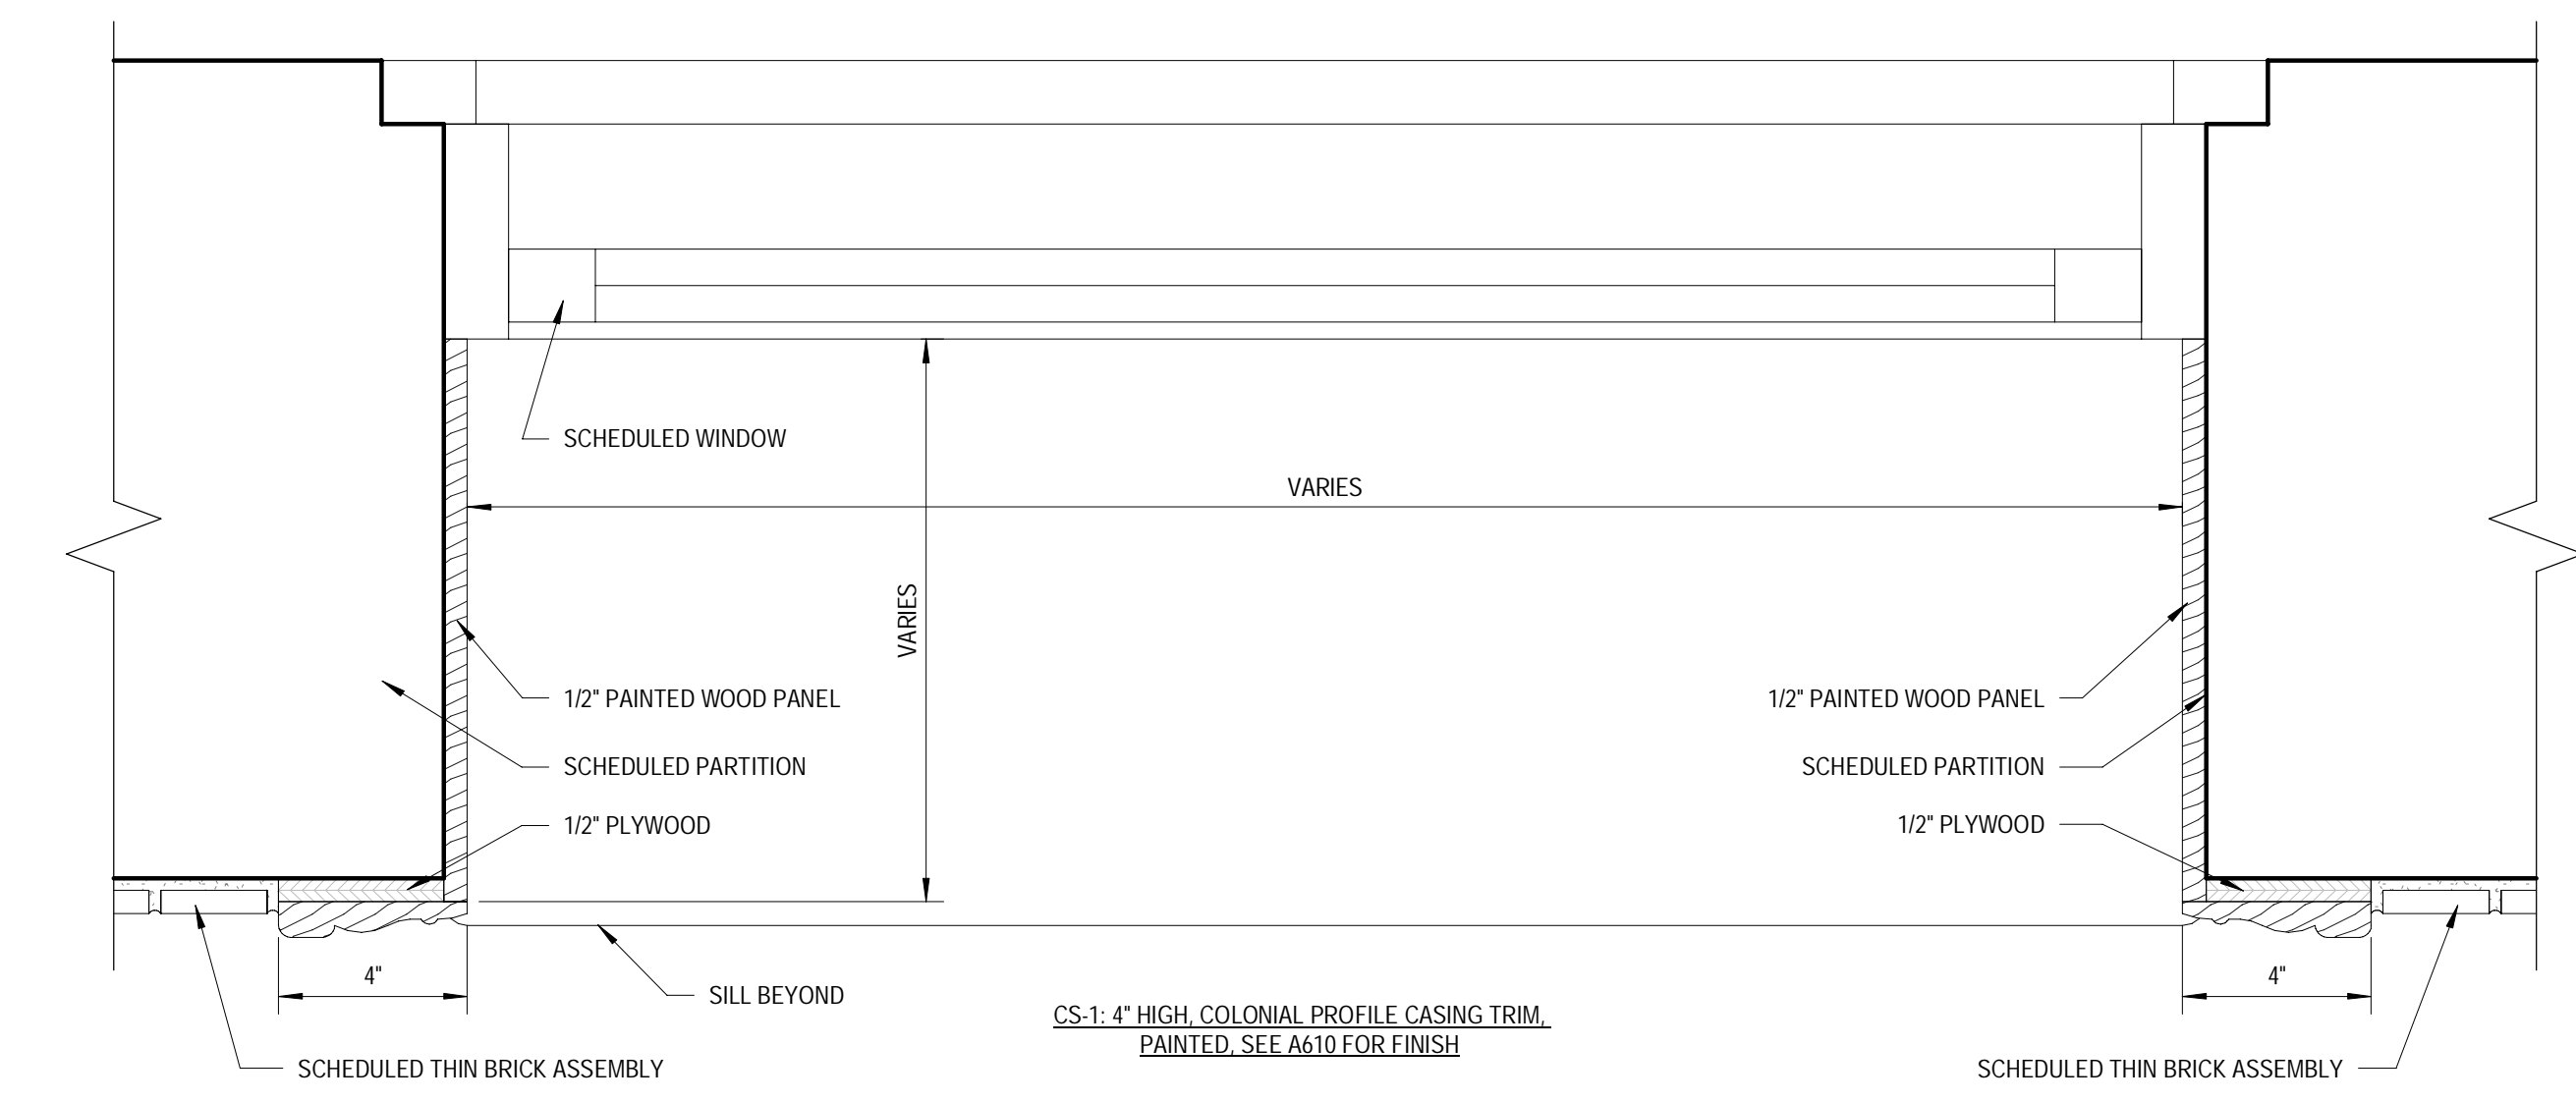 SCHEDULED WINDOW
VARIES
VARIES
1/2" PAINTED WOOD PANEL
1/2" PAINTED WOOD PANEL
SCHEDULED PARTITION
SCHEDULED PARTITION
1/2" PLYWOOD
1/2" PLYWOOD
4"
4"
SILL BEYOND
CS-1: 4" HIGH, COLONIAL PROFILE CASING TRIM,
PAINTED, SEE A610 FOR FINISH
SCHEDULED THIN BRICK ASSEMBLY
SCHEDULED THIN BRICK ASSEMBLY